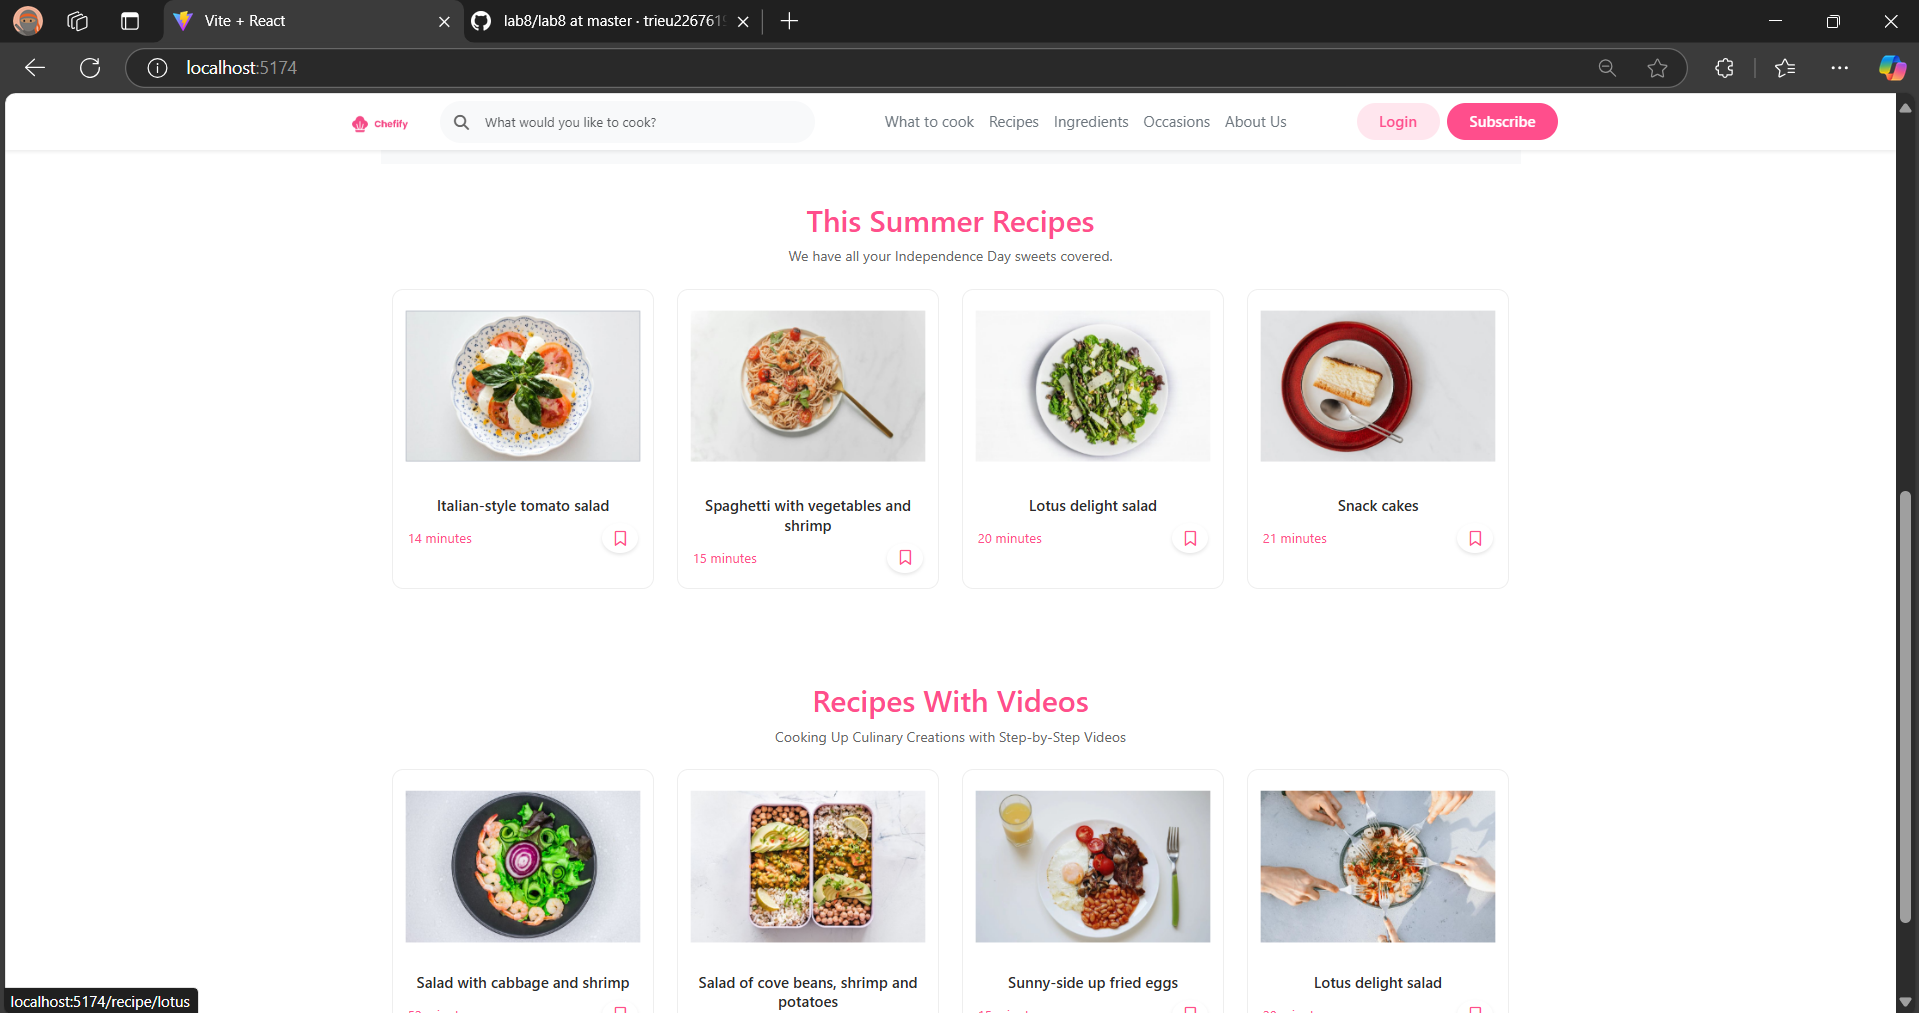 Vite + React
lab8/lab8 at master · trieu2267619
localhost:5174
Chefify
What would you like to cook?
What to cook Recipes Ingredients Occasions About Us
Login
Subscribe
This Summer Recipes
We have all your Independence Day sweets covered.
Italian-style tomato salad
14 minutes
Spaghetti with vegetables and
shrimp
15 minutes
Lotus delight salad
20 minutes
Snack cakes
21 minutes
Recipes With Videos
Cooking Up Culinary Creations with Step-by-Step Videos
Salad with cabbage and shrimp
Salad of cove beans, shrimp and
potatoes
Sunny-side up fried eggs
Lotus delight salad
localhost:5174/recipe/lotus